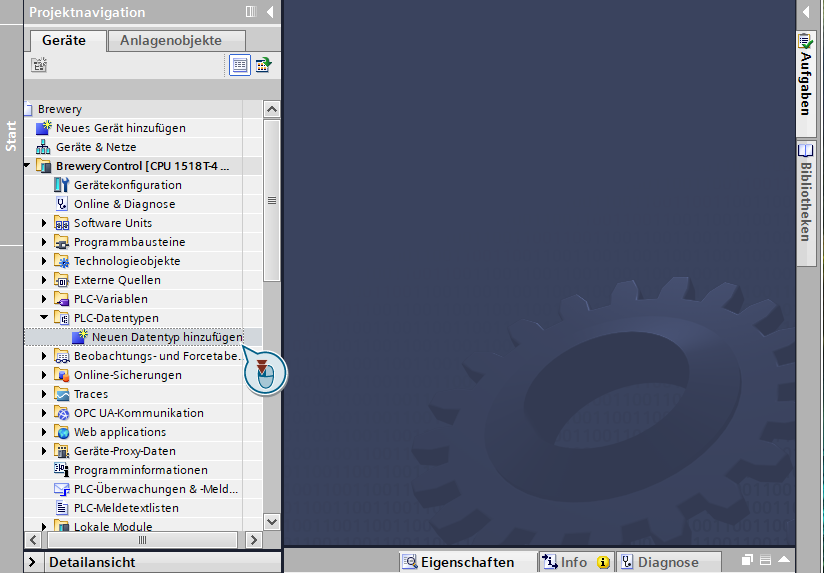 Projektnavigation
Geräte
Anlagenobjekte
Start
Brewery
Neues Gerät hinzufügen
Geräte & Netze
Brewery Control [CPU 1518T-4 ...
Gerätekonfiguration
Online & Diagnose
Software Units
Programmbausteine
Technologieobjekte
Externe Quellen
PLC-Variablen
PLC-Datentypen
Neuen Datentyp hinzufügen
Beobachtungs- und Forcetabe...
Online-Sicherungen
Traces
OPC UA-Kommunikation
Web applications
Geräte-Proxy-Daten
Programminformationen
PLC-Überwachungen & -Meld...
PLC-Meldetextlisten
Lokale Module
Detailansicht
Eigenschaften
Info
Diagnose
Aufgaben
Bibliotheken